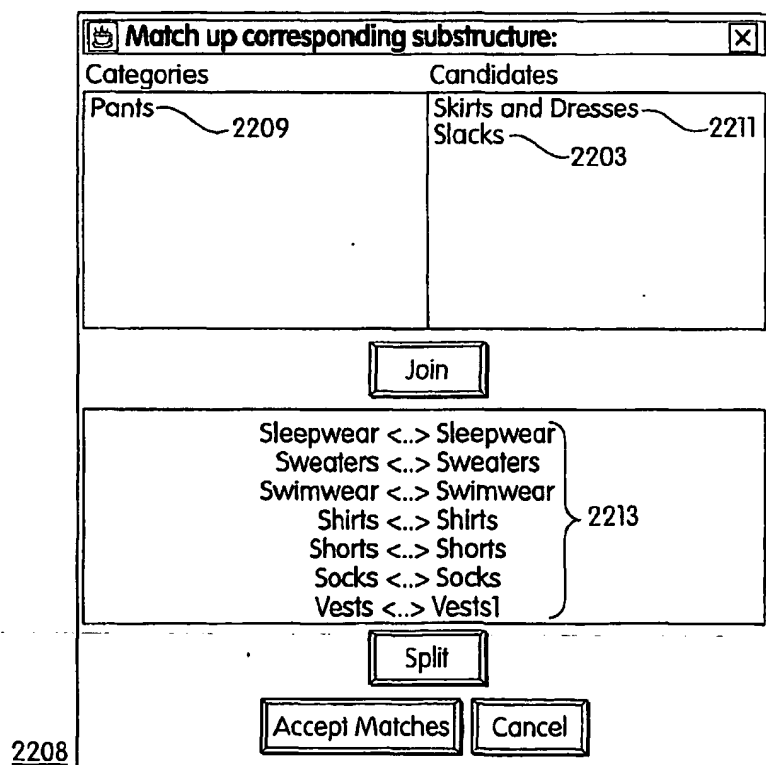 Match up corresponding substructure:
Categories Candidates
Pants 2209 Skirts and Dresses 2211
Slacks 2203
Join
Sleepwear <..> Sleepwear
Sweaters <..> Sweaters
Swimwear <..> Swimwear
Shirts <..> Shirts 2213
Shorts <..> Shorts
Socks <..> Socks
Vests <..> Vests1
Split
Accept Matches Cancel
2208